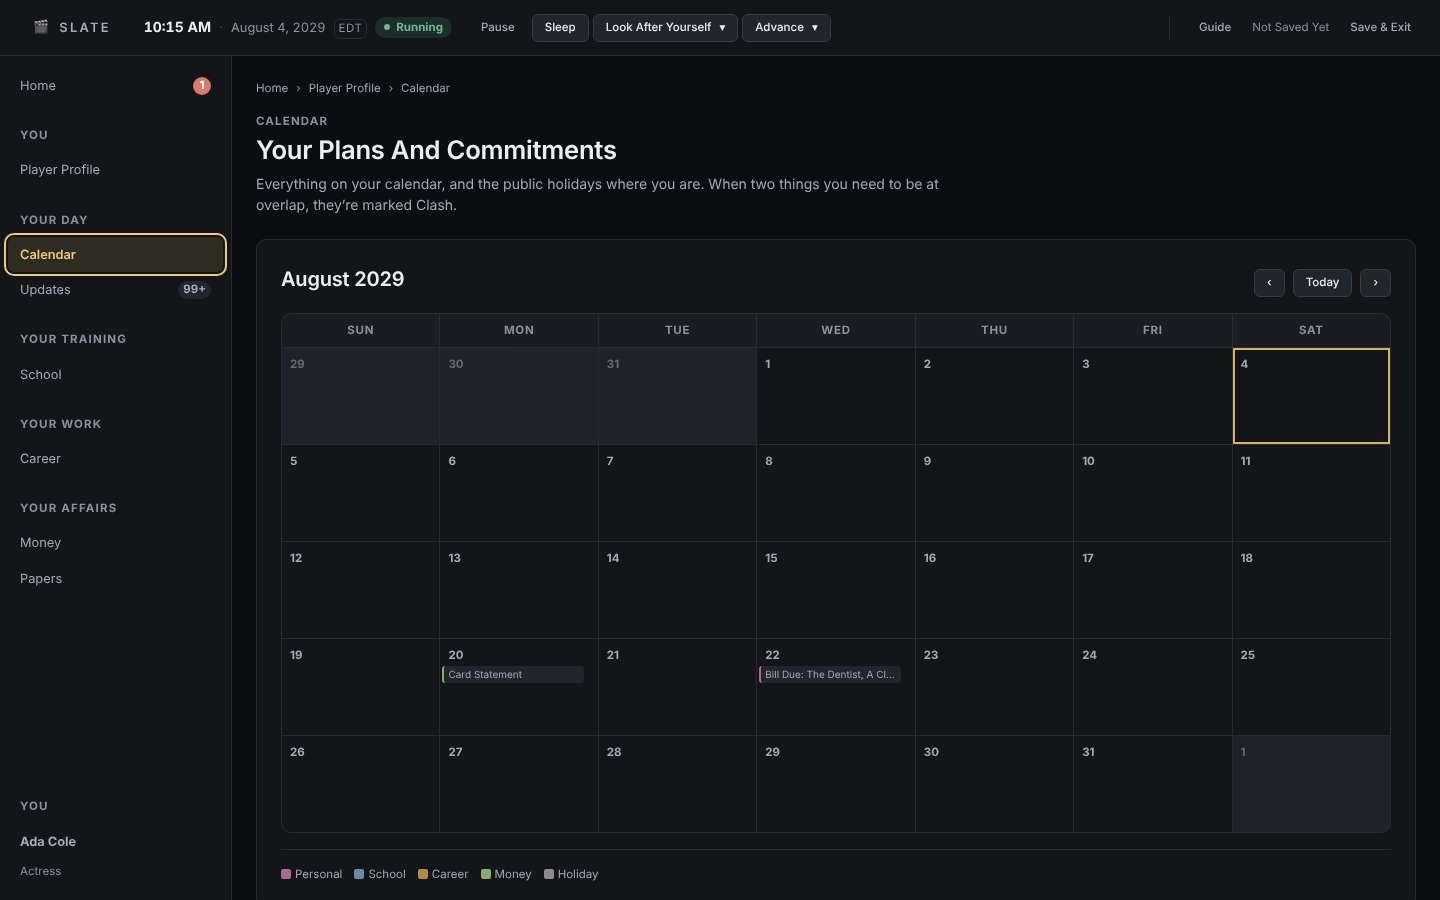 SLATE
10:15 AM · August 4, 2029 EDT Running Pause Sleep Look After Yourself ▾ Advance ▾ Guide Not Saved Yet Save & Exit
Home 1
YOU
Player Profile
YOUR DAY
Calendar
Updates 99+
YOUR TRAINING
School
YOUR WORK
Career
YOUR AFFAIRS
Money
Papers
YOU
Ada Cole
Actress
Home › Player Profile › Calendar
CALENDAR
Your Plans And Commitments
Everything on your calendar, and the public holidays where you are. When two things you need to be at
overlap, they're marked Clash.
August 2029
‹ Today ›
SUN MON TUE WED THU FRI SAT
29 30 31 1 2 3 4
5 6 7 8 9 10 11
12 13 14 15 16 17 18
19 20 21 22 23 24 25
Card Statement Bill Due: The Dentist, A Cl...
26 27 28 29 30 31 1
Personal School Career Money Holiday